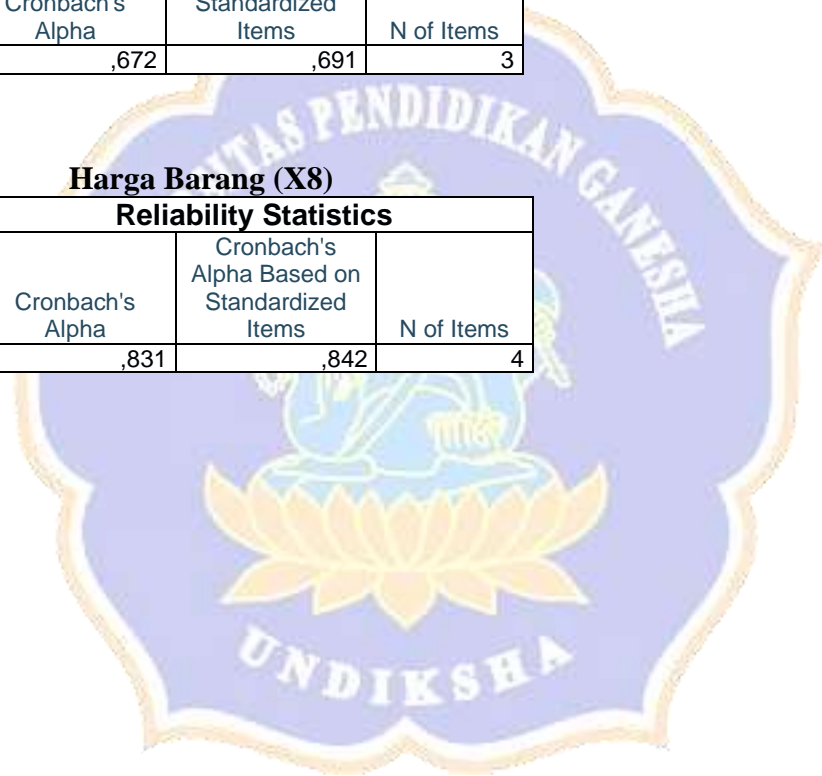 Cronbach's Alpha
Standardized Items
N of Items
,672 ,691 3
Harga Barang (X8)
Reliability Statistics
Cronbach's Alpha
Cronbach's Alpha Based on Standardized Items
N of Items
,831 ,842 4
PENDIDIKAN GANESHA
UNDIKSHA